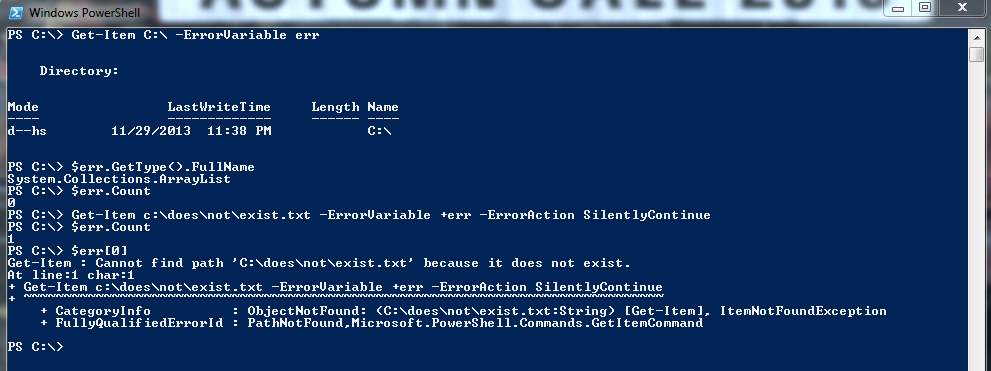 Windows PowerShell
PS C:\> Get-Item C:\ -ErrorVariable err
Directory:
Mode LastWriteTime Length Name
---- ------------- ------ ----
d--hs 11/29/2013 11:38 PM C:\
PS C:\> $err.GetType().FullName
System.Collections.ArrayList
PS C:\> $err.Count
0
PS C:\> Get-Item c:\does\not\exist.txt -ErrorVariable +err -ErrorAction SilentlyContinue
PS C:\> $err.Count
1
PS C:\> $err[0]
Get-Item : Cannot find path 'C:\does\not\exist.txt' because it does not exist.
At line:1 char:1
+ Get-Item c:\does\not\exist.txt -ErrorVariable +err -ErrorAction SilentlyContinue
+ ~~~~~~~~~~~~~~~~~~~~~~~~~~~~~~~~~~~~~~~~~~~~~~~~~~~~~~~~~~~~~~~~~~~~~~~~~~~~~~~~
+ CategoryInfo : ObjectNotFound: (C:\does\not\exist.txt:String) [Get-Item], ItemNotFoundException
+ FullyQualifiedErrorId : PathNotFound,Microsoft.PowerShell.Commands.GetItemCommand
PS C:\>